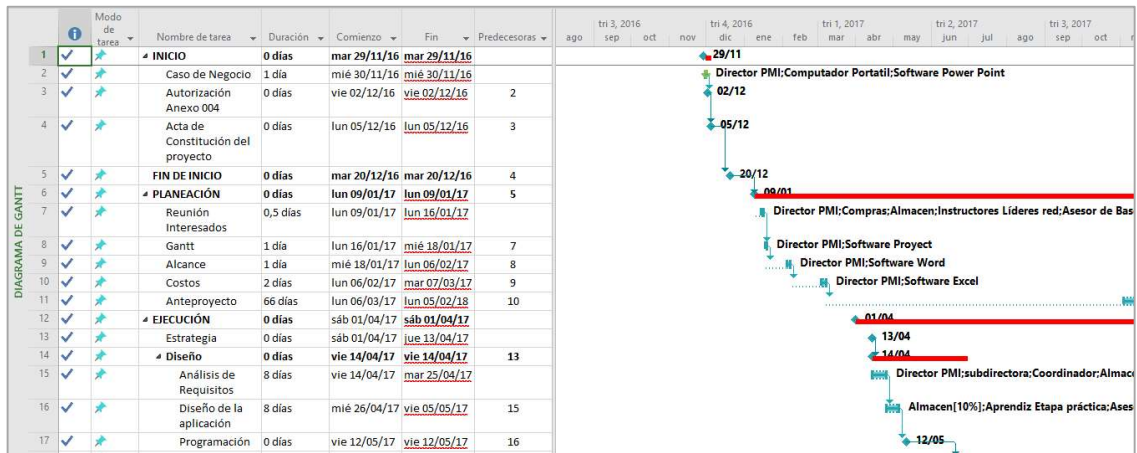 Modo de tarea Nombre de tarea Duración Comienzo Fin Predecesoras
tri 3, 2016 tri 4, 2016 tri 1, 2017 tri 2, 2017 tri 3, 2017
ago sep oct nov dic ene feb mar abr may jun jul ago sep oct
DIAGRAMA DE GANTT
1 INICIO 0 días mar 29/11/16 mar 29/11/16 29/11
2 Caso de Negocio 1 día mié 30/11/16 mié 30/11/16 Director PMI;Computador Portatil;Software Power Point
3 Autorización Anexo 004 0 días vie 02/12/16 vie 02/12/16 2 02/12
4 Acta de Constitución del proyecto 0 días lun 05/12/16 lun 05/12/16 3 05/12
5 FIN DE INICIO 0 días mar 20/12/16 mar 20/12/16 4 20/12
6 PLANEACIÓN 0 días lun 09/01/17 lun 09/01/17 5 09/01
7 Reunión Interesados 0,5 días lun 09/01/17 lun 16/01/17 Director PMI;Compras;Almacen;Instructores Líderes red;Asesor de Bas
8 Gantt 1 día lun 16/01/17 mié 18/01/17 7 Director PMI;Software Proyect
9 Alcance 1 día mié 18/01/17 lun 06/02/17 8 Director PMI;Software Word
10 Costos 2 días lun 06/02/17 mar 07/03/17 9 Director PMI;Software Excel
11 Anteproyecto 66 días lun 06/03/17 lun 05/02/18 10
12 EJECUCIÓN 0 días sáb 01/04/17 sáb 01/04/17 01/04
13 Estrategia 0 días sáb 01/04/17 jue 13/04/17 13/04
14 Diseño 0 días vie 14/04/17 vie 14/04/17 13 14/04
15 Análisis de Requisitos 8 días vie 14/04/17 mar 25/04/17 Director PMI;subdirectora;Coordinador;Almac
16 Diseño de la aplicación 8 días mié 26/04/17 vie 05/05/17 15 Almacen[10%];Aprendiz Etapa práctica;Ases
17 Programación 0 días vie 12/05/17 vie 12/05/17 16 12/05